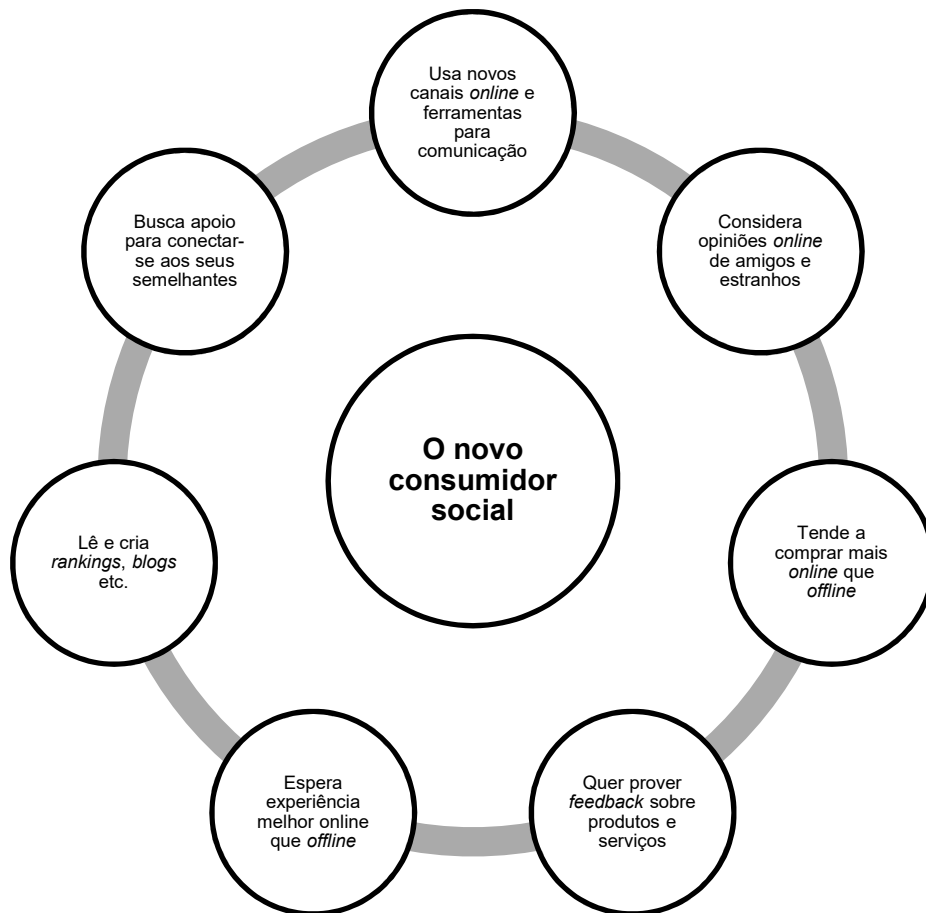 Usa novos
canais online e
ferramentas
para
comunicação
Considera
opiniões online
de amigos e
estranhos
Tende a
comprar mais
online que
offline
Quer prover
feedback sobre
produtos e
serviços
Espera
experiência
melhor online
que offline
Lê e cria
rankings, blogs
etc.
Busca apoio
para conectar-
se aos seus
semelhantes
O novo
consumidor
social